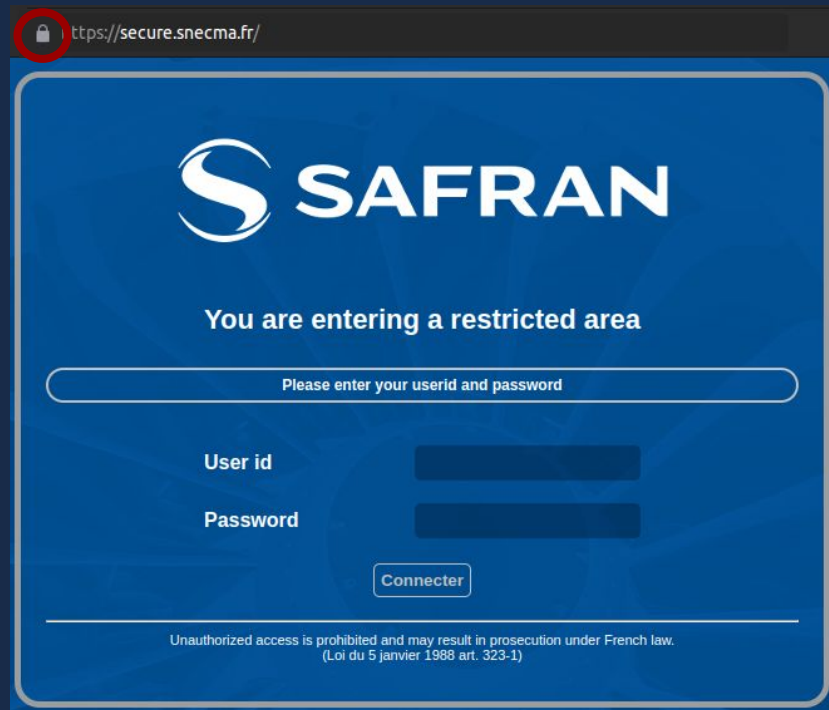 ttps://secure.snecma.fr/
SAFRAN
You are entering a restricted area
Please enter your userid and password
User id
Password
Connecter
Unauthorized access is prohibited and may result in prosecution under French law.
(Loi du 5 janvier 1988 art. 323-1)